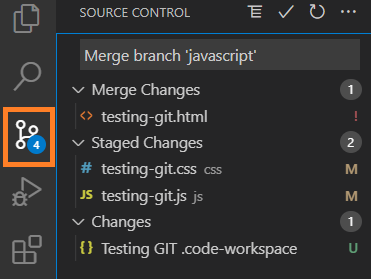 SOURCE CONTROL
Merge branch 'javascript'
Merge Changes 1
<> testing-git.html !
4
Staged Changes 2
# testing-git.css css M
JS testing-git.js js M
Changes 1
{} Testing GIT .code-workspace U